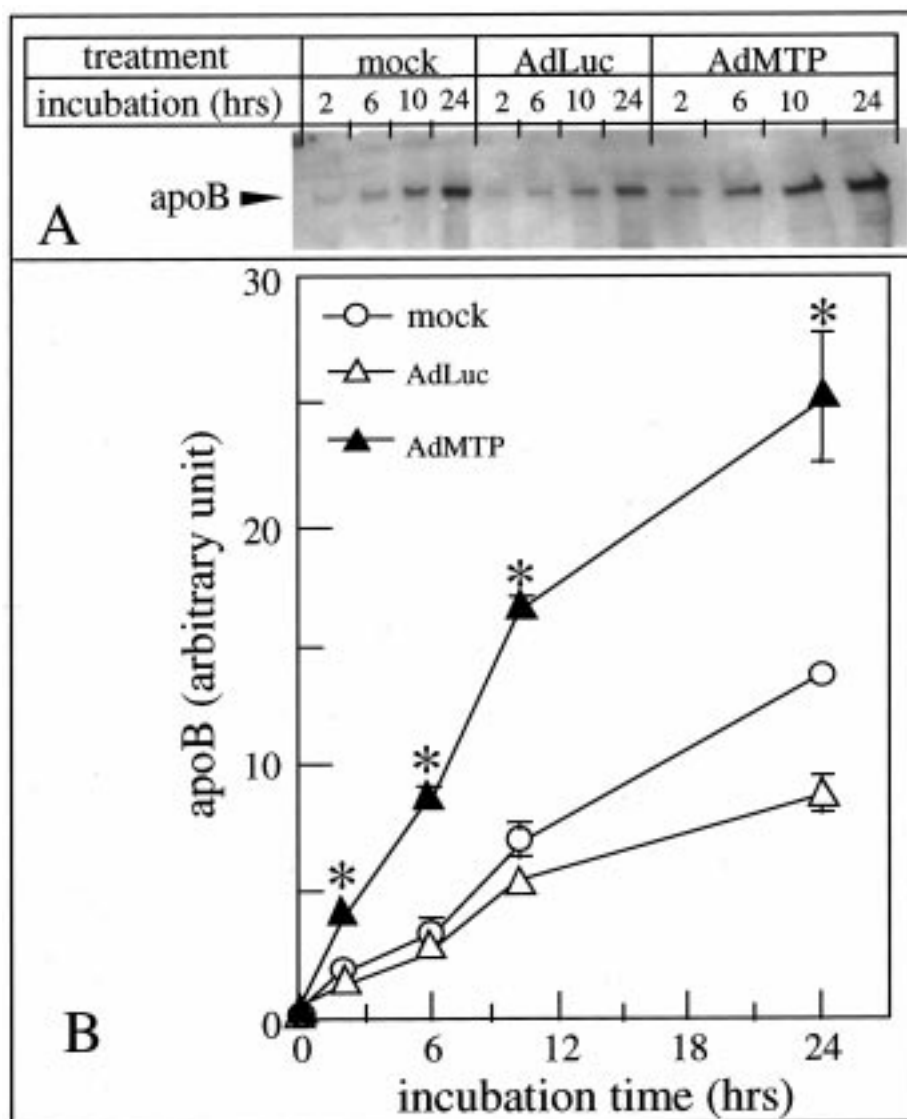 treatment mock AdLuc AdMTP
incubation (hrs) 2 6 10 24 2 6 10 24 2 6 10 24
apoB
A
30
20
10
0
apoB (arbitrary unit)
mock
AdLuc
AdMTP
*
*
*
*
B
0 6 12 18 24
incubation time (hrs)